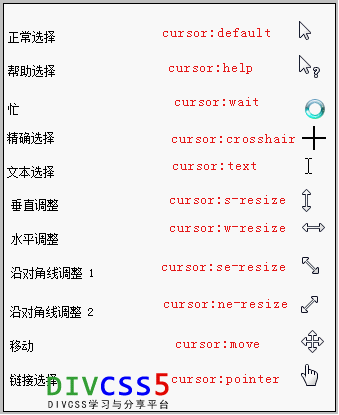 正常选择 cursor:default
帮助选择 cursor:help
忙 cursor:wait
精确选择 cursor:crosshair
文本选择 cursor:text
垂直调整 cursor:s-resize
水平调整 cursor:w-resize
沿对角线调整 1 cursor:se-resize
沿对角线调整 2 cursor:ne-resize
移动 cursor:move
链接选择 cursor:pointer
DIVCSS5
DIVCSS学习与分享平台